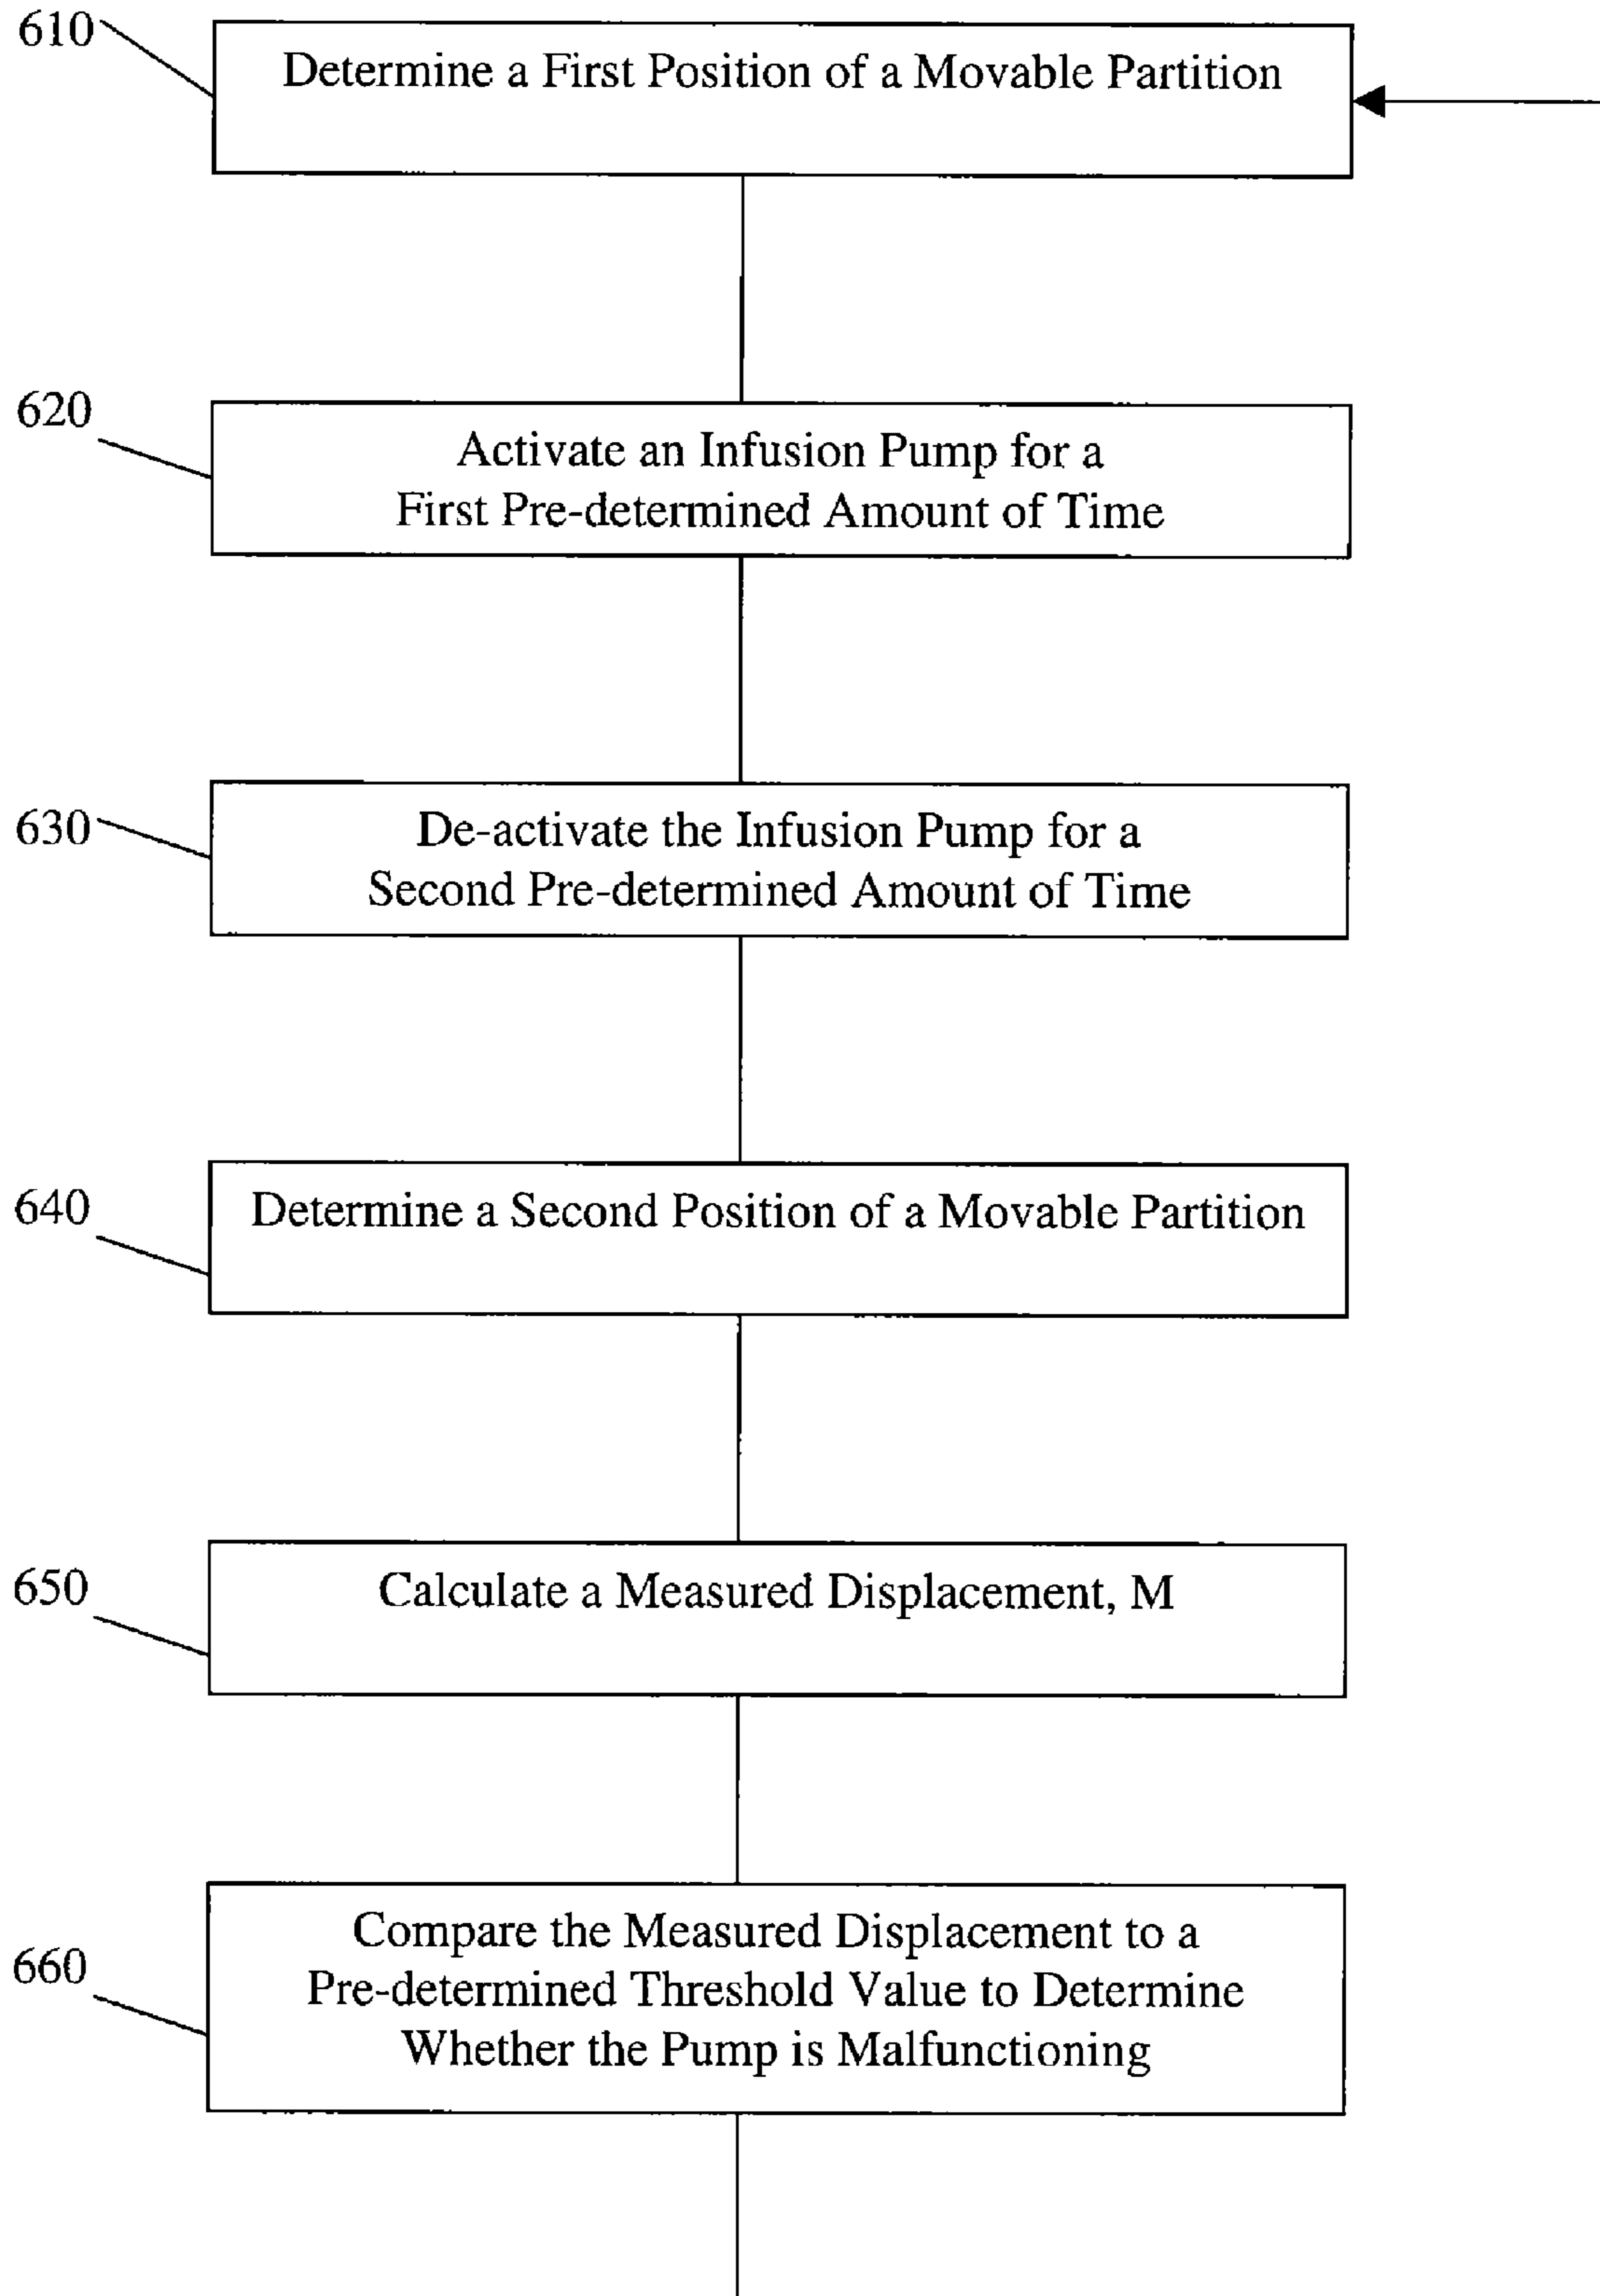 610
Determine a First Position of a Movable Partition
620
Activate an Infusion Pump for a
First Pre-determined Amount of Time
630
De-activate the Infusion Pump for a
Second Pre-determined Amount of Time
640
Determine a Second Position of a Movable Partition
650
Calculate a Measured Displacement, M
660
Compare the Measured Displacement to a
Pre-determined Threshold Value to Determine
Whether the Pump is Malfunctioning